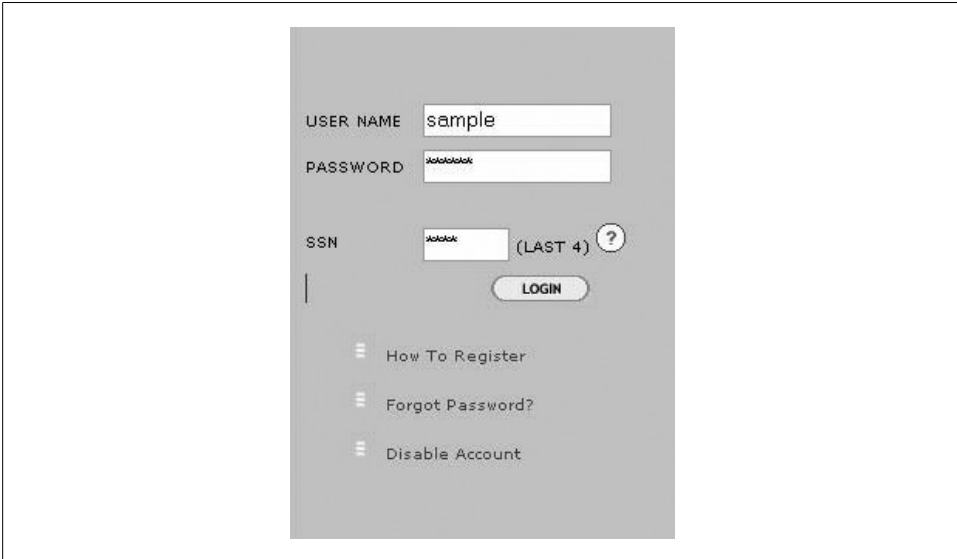 USER NAME sample
PASSWORD ******
SSN **** (LAST 4) ?
LOGIN
How To Register
Forgot Password?
Disable Account